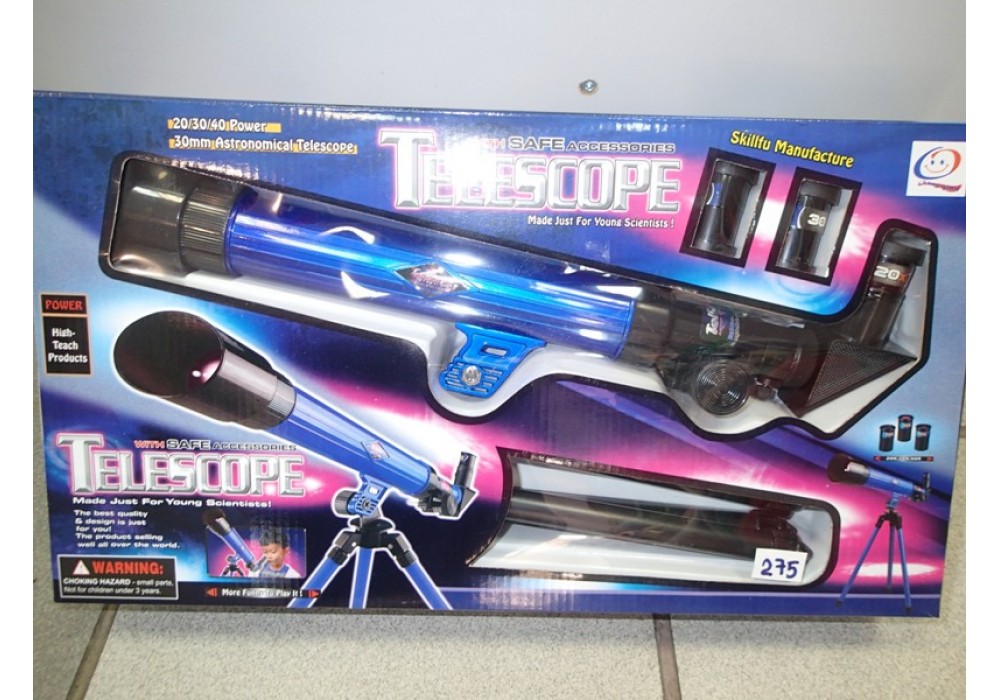 20/30/40 Power
30mm Astronomical Telescope
WITH SAFE ACCESSORIES
TELESCOPE
Made Just For Young Scientists!
Skillfu Manufacture
30
20x
POWER
High-
Teach
Products
WITH SAFE ACCESSORIES
TELESCOPE
Made Just For Young Scientists!
The best quality
& design is just
for you!
The product selling
well all over the world.
WARNING:
CHOKING HAZARD - small parts,
Not for children under 3 years.
More Funny To Play It!
275